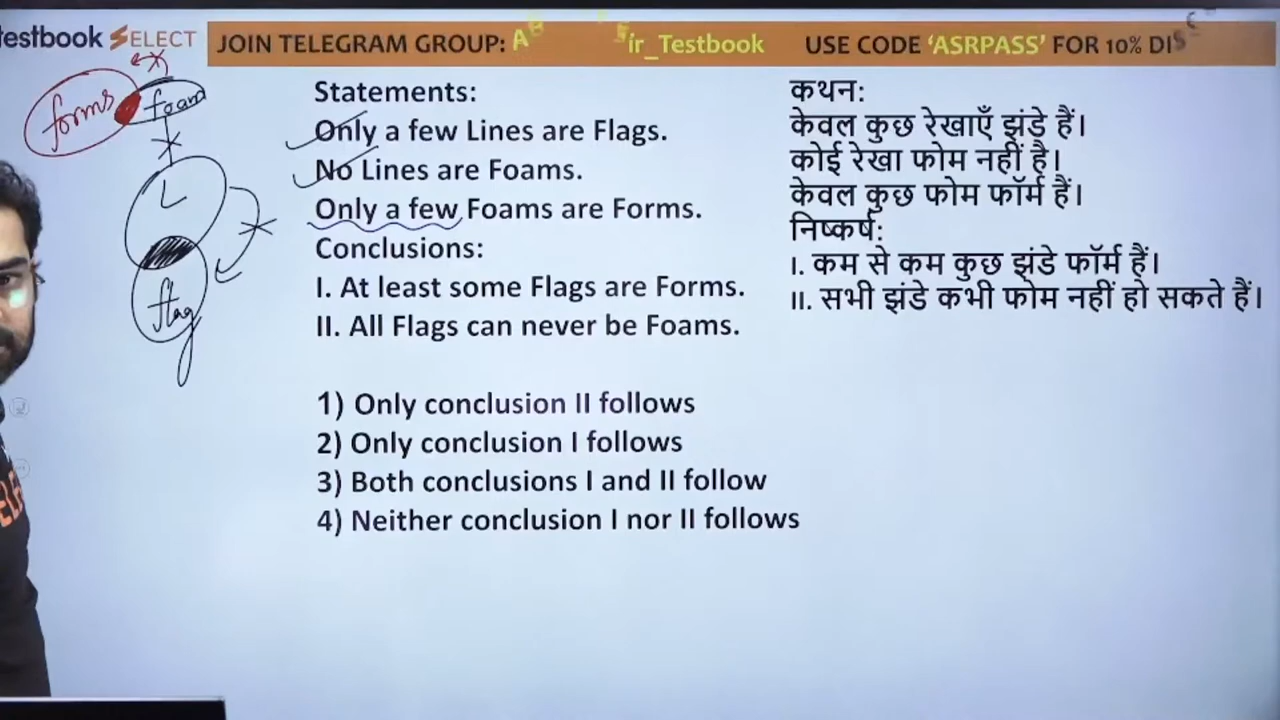 testbook SELECT
JOIN TELEGRAM GROUP: AB ir_Testbook USE CODE ‘ASRPASS’ FOR 10% DIS
forms foam
L
flag
Statements:
Only a few Lines are Flags.
No Lines are Foams.
Only a few Foams are Forms.
Conclusions:
I. At least some Flags are Forms.
II. All Flags can never be Foams.
1) Only conclusion II follows
2) Only conclusion I follows
3) Both conclusions I and II follow
4) Neither conclusion I nor II follows
कथन:
केवल कुछ रेखाएँ झंडे हैं।
कोई रेखा फोम नहीं है।
केवल कुछ फोम फॉर्म हैं।
निष्कर्ष:
I. कम से कम कुछ झंडे फॉर्म हैं।
II. सभी झंडे कभी फोम नहीं हो सकते हैं।